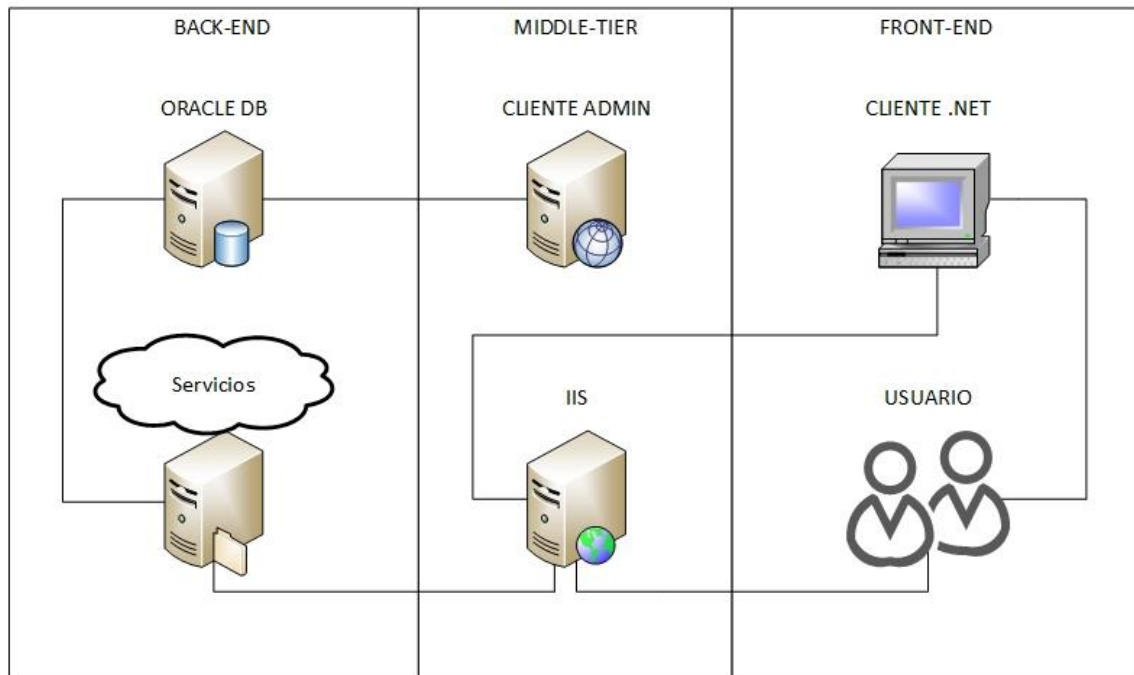 BACK-END
MIDDLE-TIER
FRONT-END
ORACLE DB
CLIENTE ADMIN
CLIENTE .NET
Servicios
IIS
USUARIO